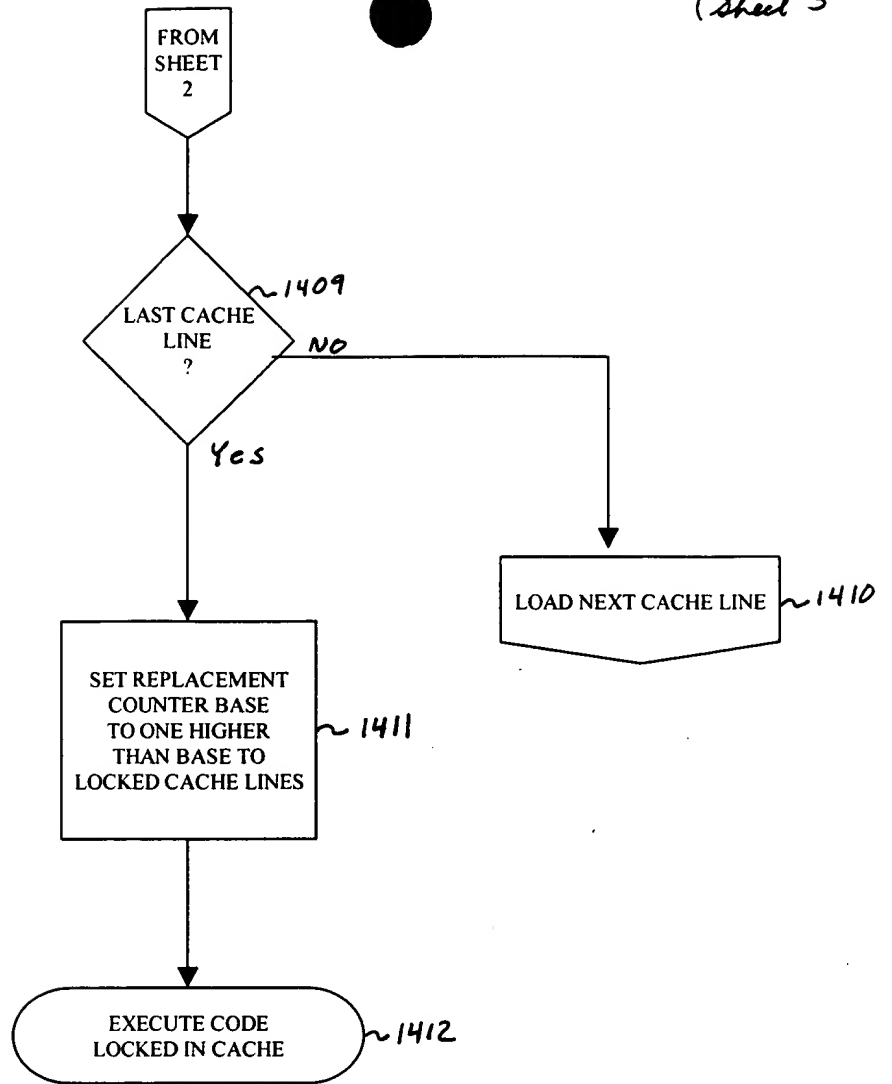 (Sheet 3
FROM
SHEET
2
1409
LAST CACHE
LINE
?
NO
Yes
LOAD NEXT CACHE LINE
1410
SET REPLACEMENT
COUNTER BASE
TO ONE HIGHER
THAN BASE TO
LOCKED CACHE LINES
1411
EXECUTE CODE
LOCKED IN CACHE
1412